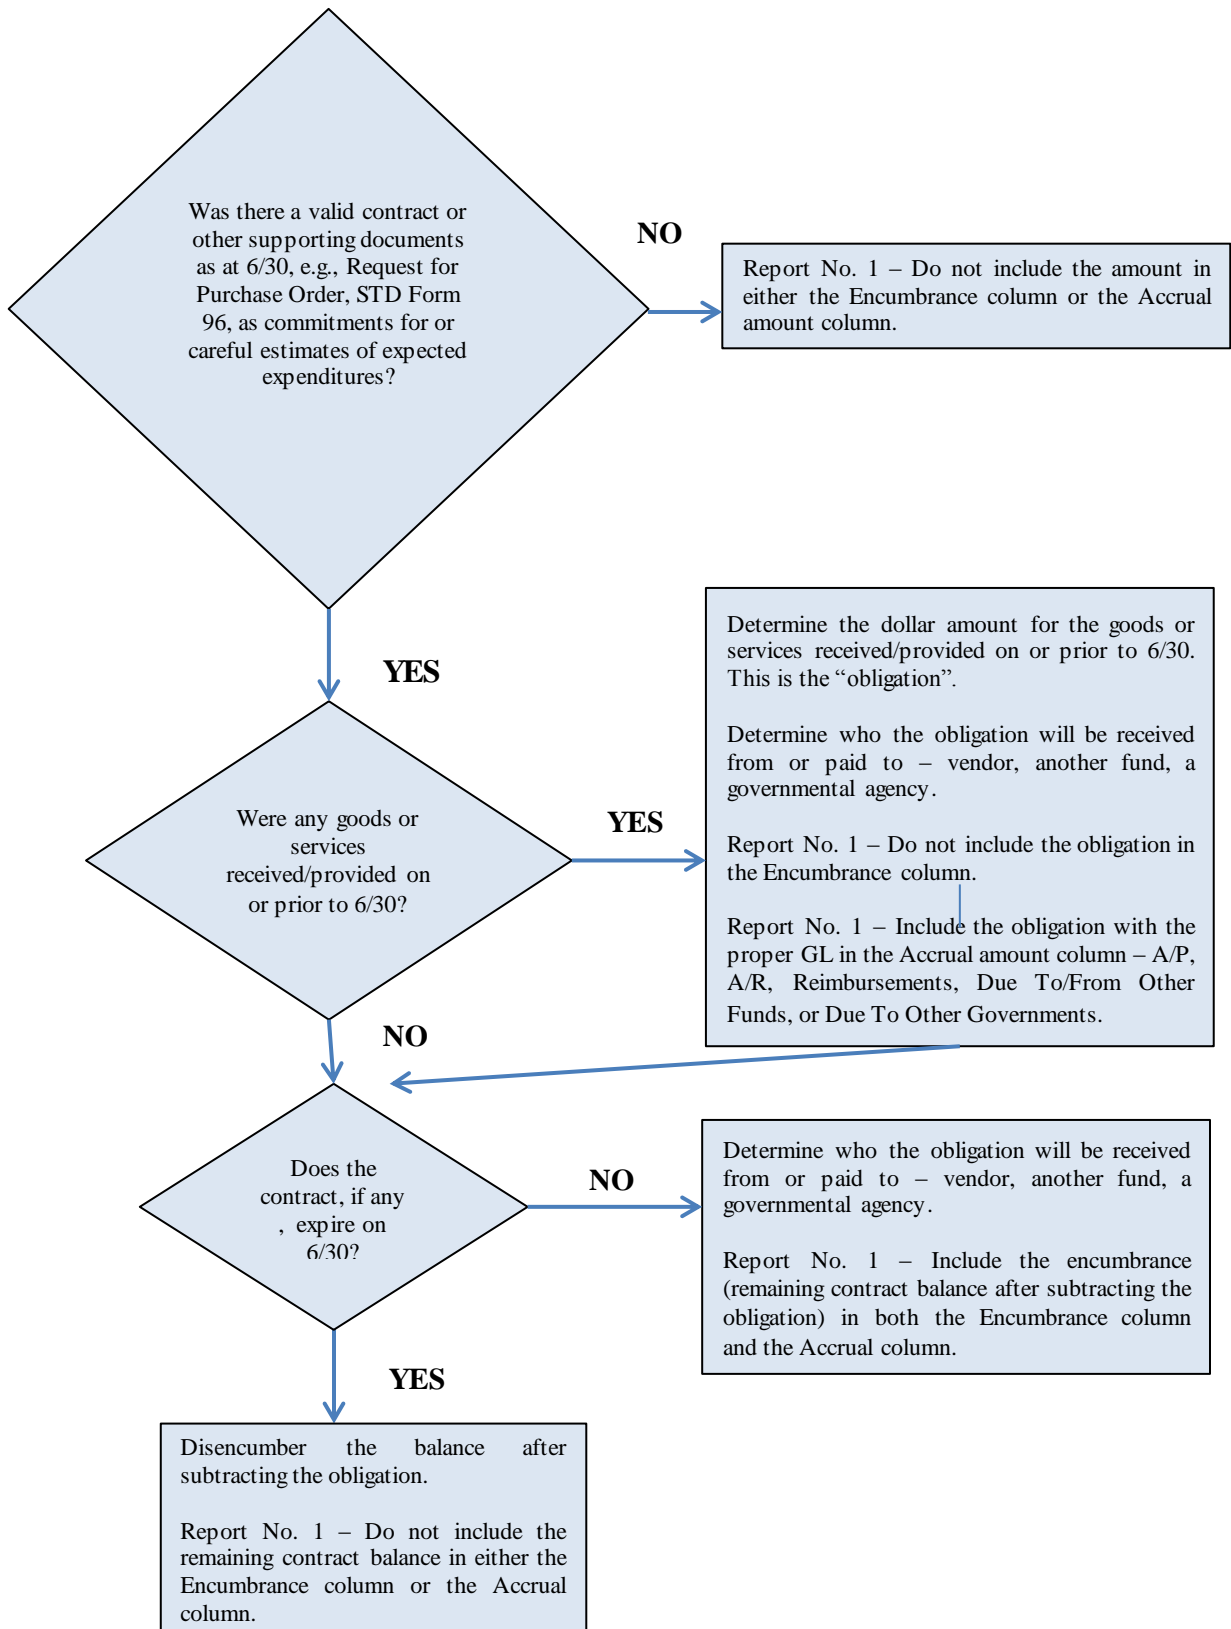 Was there a valid contract or
other supporting documents
as at 6/30, e.g., Request for
Purchase Order, STD Form
96, as commitments for or
careful estimates of expected
expenditures?
NO
Report No. 1 – Do not include the amount in
either the Encumbrance column or the Accrual
amount column.
YES
Were any goods or
services
received/provided on
or prior to 6/30?
YES
Determine the dollar amount for the goods or
services received/provided on or prior to 6/30.
This is the “obligation”.
Determine who the obligation will be received
from or paid to – vendor, another fund, a
governmental agency.
Report No. 1 – Do not include the obligation in
the Encumbrance column.
Report No. 1 – Include the obligation with the
proper GL in the Accrual amount column – A/P,
A/R, Reimbursements, Due To/From Other
Funds, or Due To Other Governments.
NO
Does the
contract, if any
, expire on
6/30?
NO
Determine who the obligation will be received
from or paid to – vendor, another fund, a
governmental agency.
Report No. 1 – Include the encumbrance
(remaining contract balance after subtracting the
obligation) in both the Encumbrance column
and the Accrual column.
YES
Disencumber the balance after
subtracting the obligation.
Report No. 1 – Do not include the
remaining contract balance in either the
Encumbrance column or the Accrual
column.